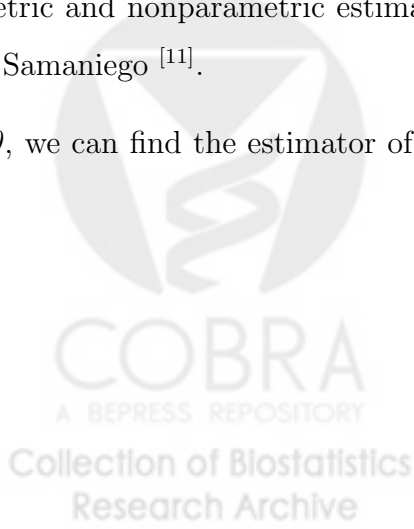 etric and nonparametric estima
Samaniego [11].
, we can find the estimator of
COBRA
A BEPRESS REPOSITORY
Collection of Biostatistics
Research Archive